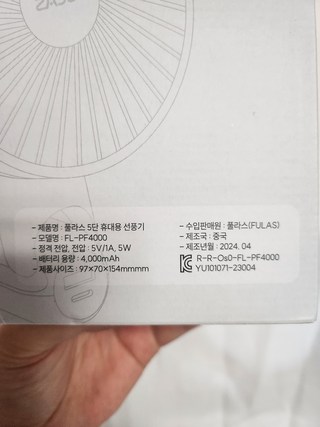 - 제품명 : 플라스 5단 휴대용 선풍기
- 모델명 : FL-PF4000
- 정격 전압, 전압 : 5V/1A, 5W
- 배터리 용량 : 4,000mAh
- 제품사이즈 : 97×70×154mmmm
- 수입판매원 : 플라스(FULAS)
- 제조국 : 중국
- 제조년월 : 2024. 04
R-R-Os0-FL-PF4000
YU101071-23004